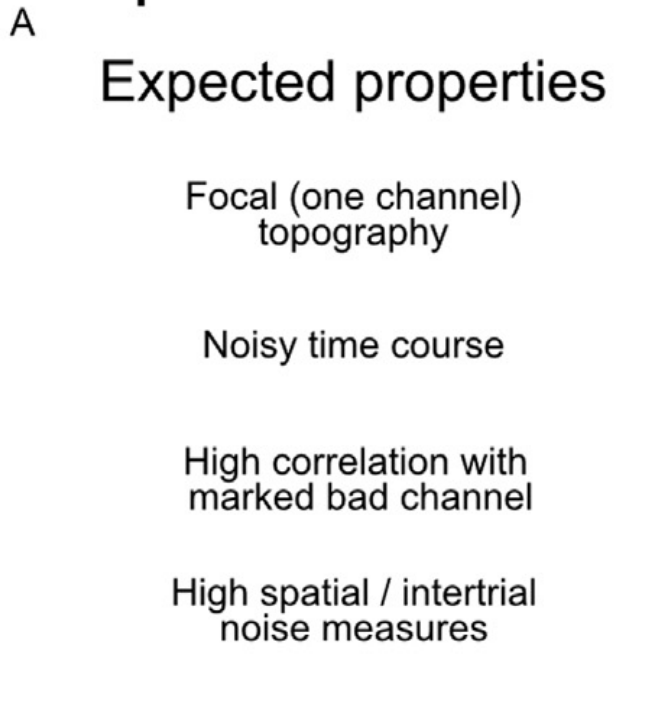 A
Expected properties
Focal (one channel)
topography
Noisy time course
High correlation with
marked bad channel
High spatial / intertrial
noise measures